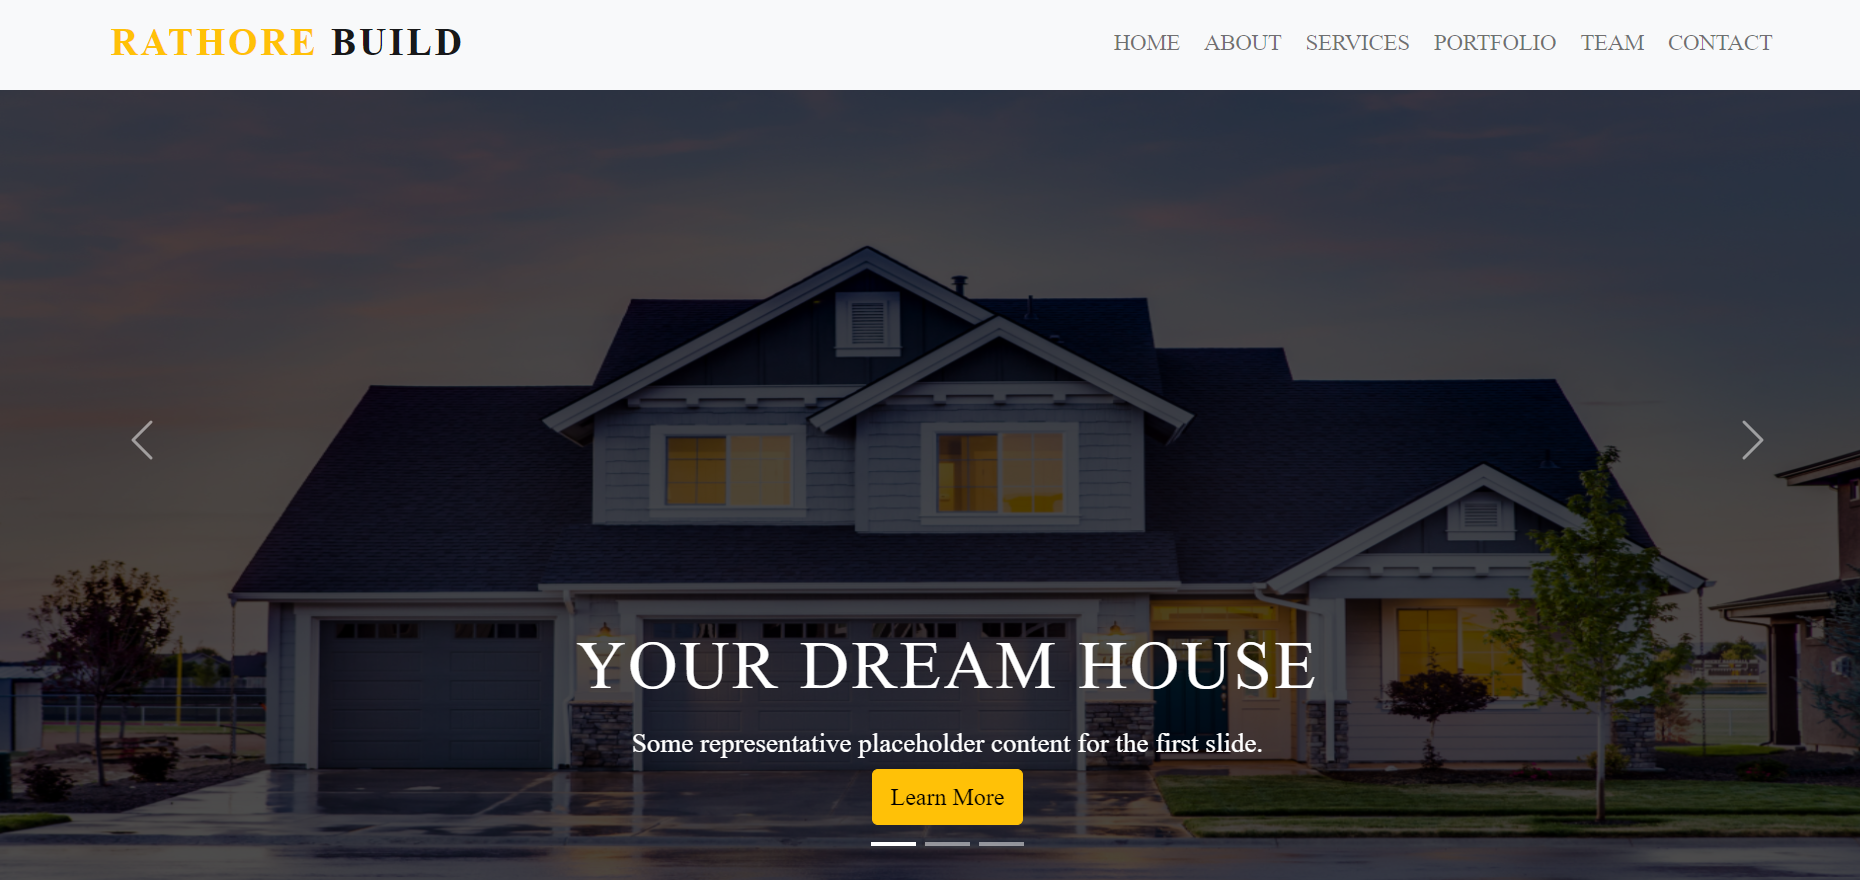 RATHORE BUILD
HOME ABOUT SERVICES PORTFOLIO TEAM CONTACT
YOUR DREAM HOUSE
Some representative placeholder content for the first slide.
Learn More